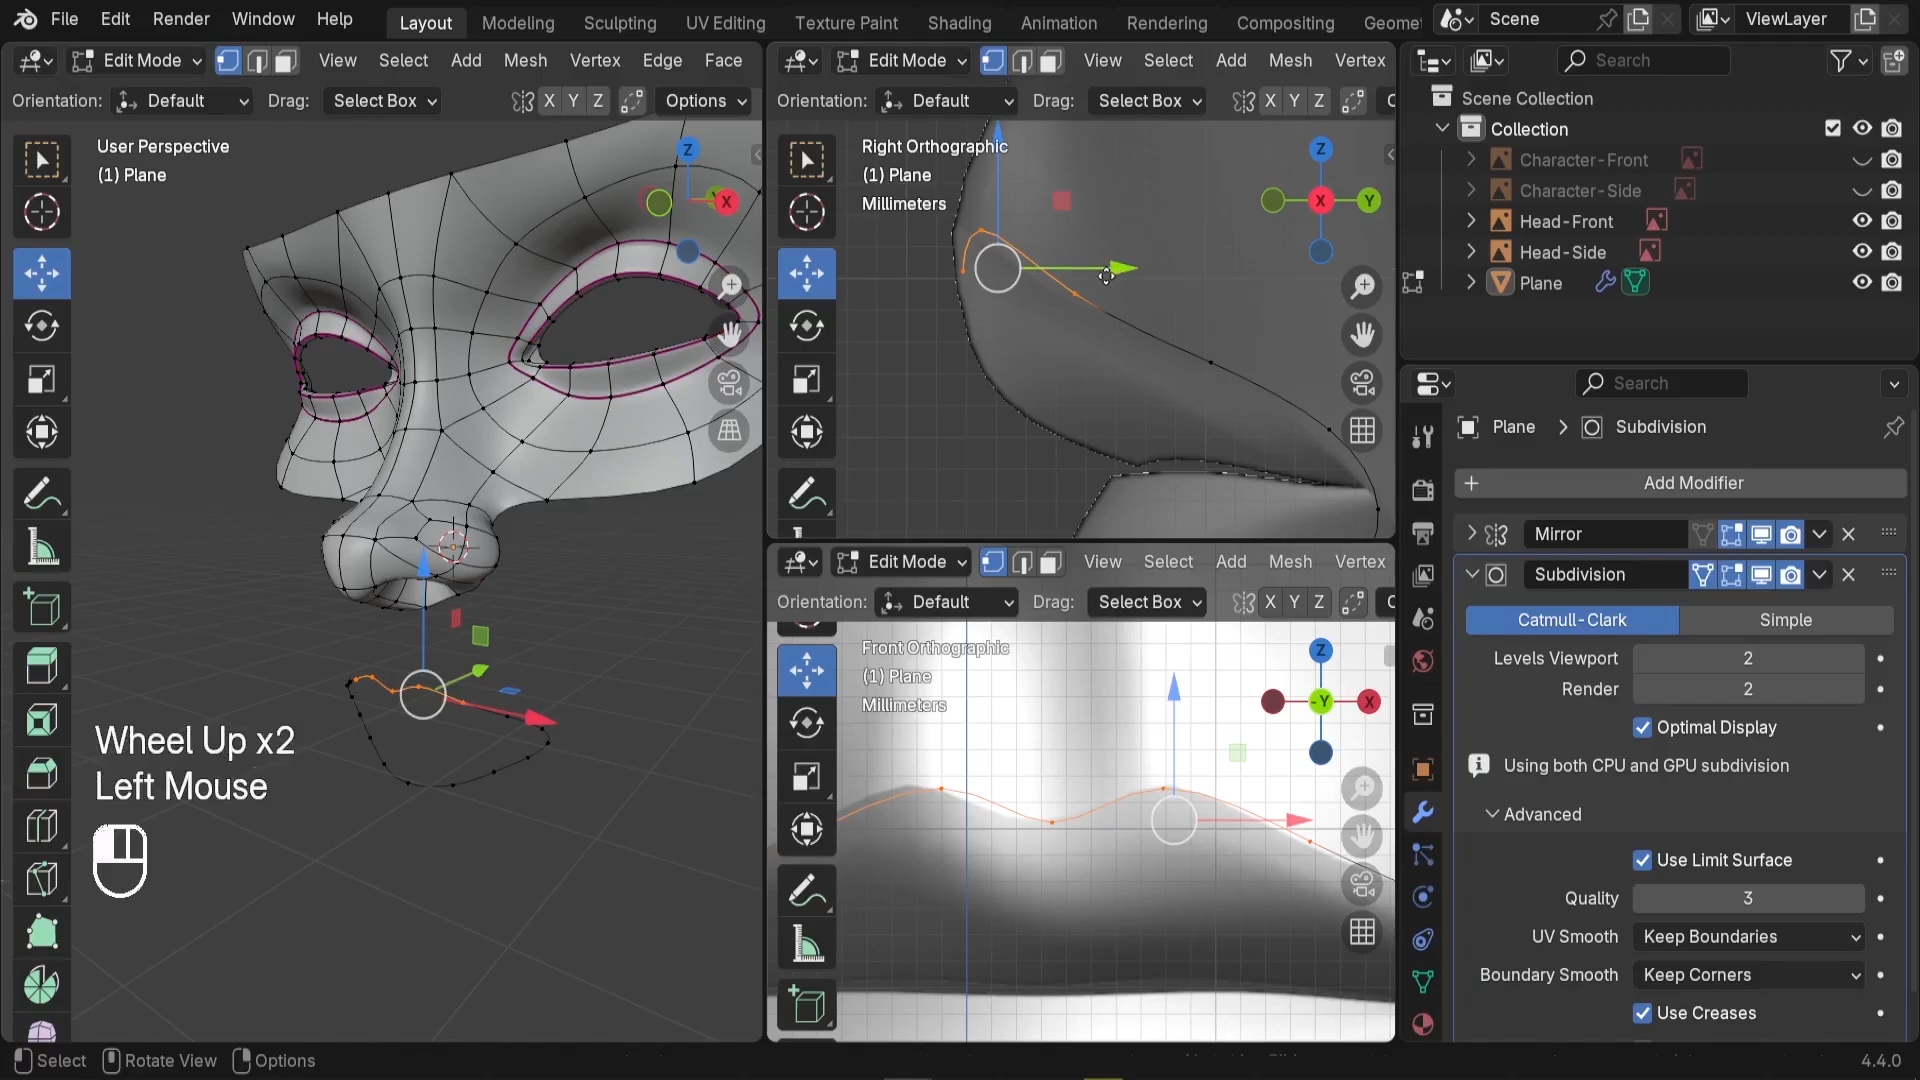 File Edit Render Window Help
Layout Modeling Sculpting UV Editing Texture Paint Shading Animation Rendering Compositing Geome
Scene ViewLayer
Edit Mode View Select Add Mesh Vertex Edge Face
Orientation: Default Drag: Select Box X Y Z Options
User Perspective
(1) Plane
Z
X
Wheel Up x2
Left Mouse
Edit Mode View Select Add Mesh Vertex
Orientation: Default Drag: Select Box X Y Z
Right Orthographic
(1) Plane
Millimeters
Z
X Y
Edit Mode View Select Add Mesh Vertex
Orientation: Default Drag: Select Box X Y Z
Front Orthographic
(1) Plane
Millimeters
Z
-Y X
Search
Scene Collection
Collection
Character-Front
Character-Side
Head-Front
Head-Side
Plane
Search
Plane > Subdivision
+ Add Modifier
Mirror
Subdivision
Catmull-Clark Simple
Levels Viewport 2
Render 2
Optimal Display
Using both CPU and GPU subdivision
Advanced
Use Limit Surface
Quality 3
UV Smooth Keep Boundaries
Boundary Smooth Keep Corners
Use Creases
Select Rotate View Options 4.4.0